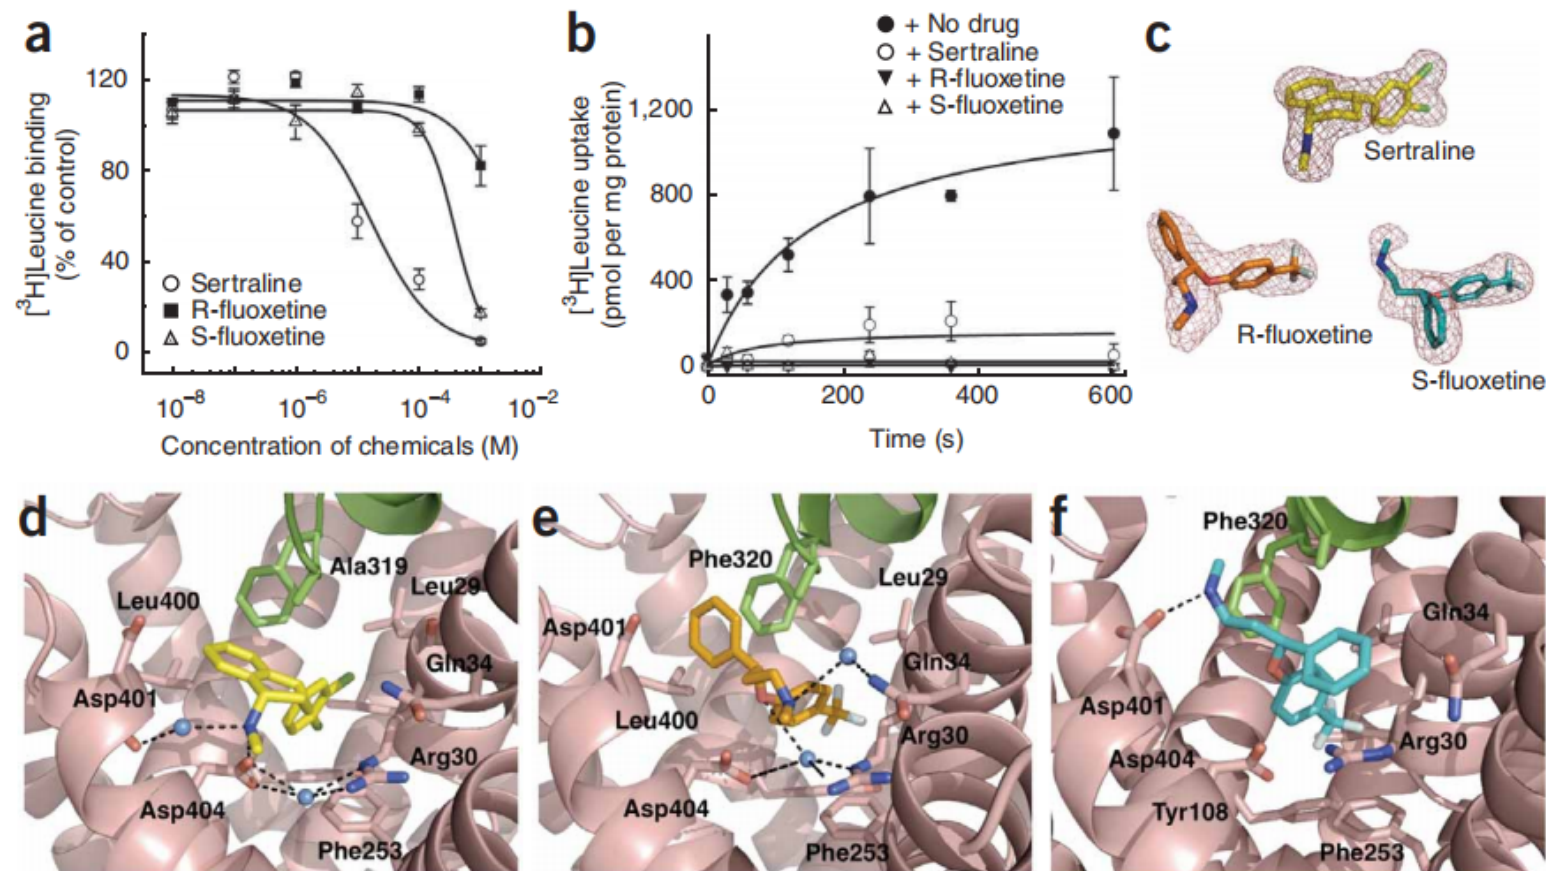 a
[³H]Leucine binding
(% of control)
120
80
40
0
Sertraline
R-fluoxetine
S-fluoxetine
10⁻⁸
10⁻⁶
10⁻⁴
10⁻²
Concentration of chemicals (M)
b
+ No drug
+ Sertraline
+ R-fluoxetine
+ S-fluoxetine
[³H]Leucine uptake
(pmol per mg protein)
1,200
800
400
0
0
200
400
600
Time (s)
c
Sertraline
R-fluoxetine
S-fluoxetine
d
Ala319
Leu29
Leu400
Gln34
Asp401
Arg30
Asp404
Phe253
e
Phe320
Leu29
Asp401
Gln34
Leu400
Arg30
Asp404
Phe253
f
Phe320
Gln34
Asp401
Arg30
Asp404
Tyr108
Phe253